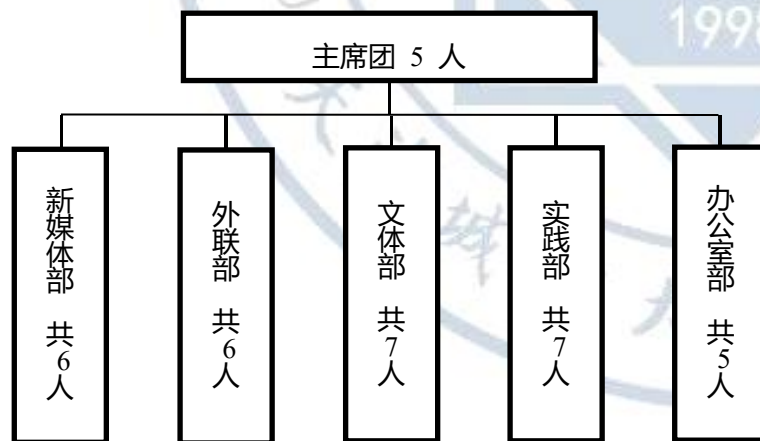 1998
主席团 5 人
新媒体部 共6人
外联部 共6人
文体部 共7人
实践部 共7人
办公室部 共5人